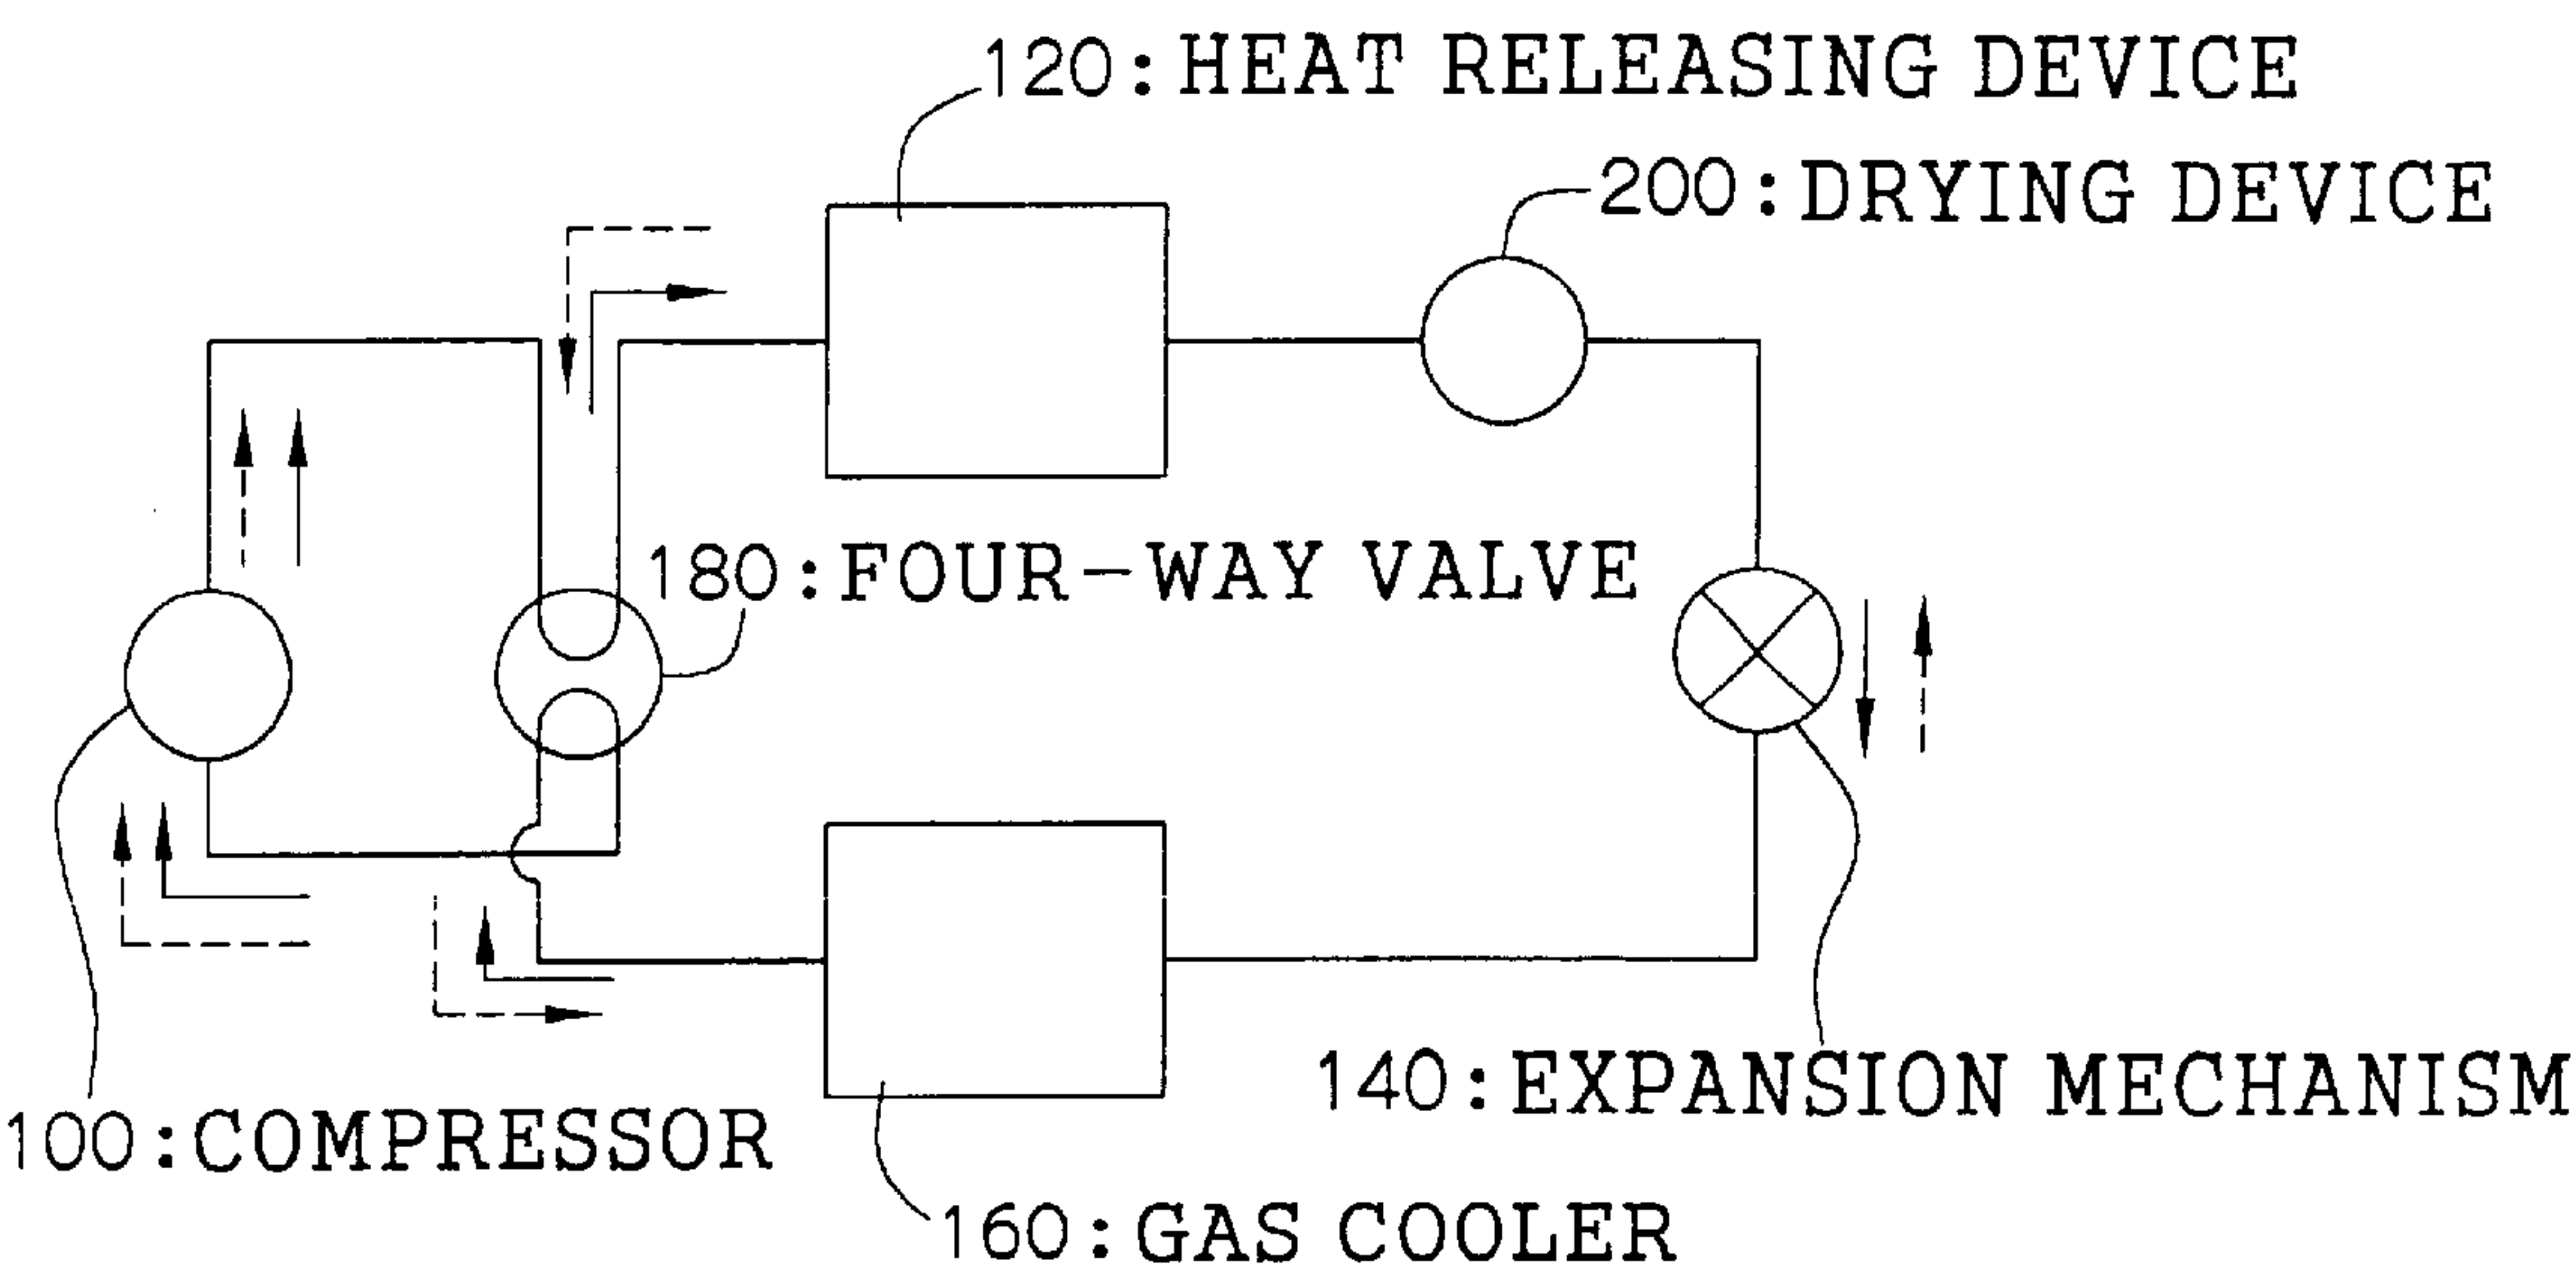 120: HEAT RELEASING DEVICE
200: DRYING DEVICE
180: FOUR-WAY VALVE
140: EXPANSION MECHANISM
100: COMPRESSOR
160: GAS COOLER